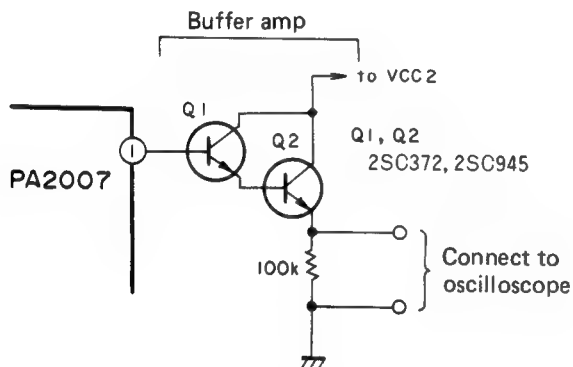 Buffer amp
to VCC2
Q1
Q2
Q1, Q2
2SC372, 2SC945
1
PA2007
100k
Connect to
oscilloscope